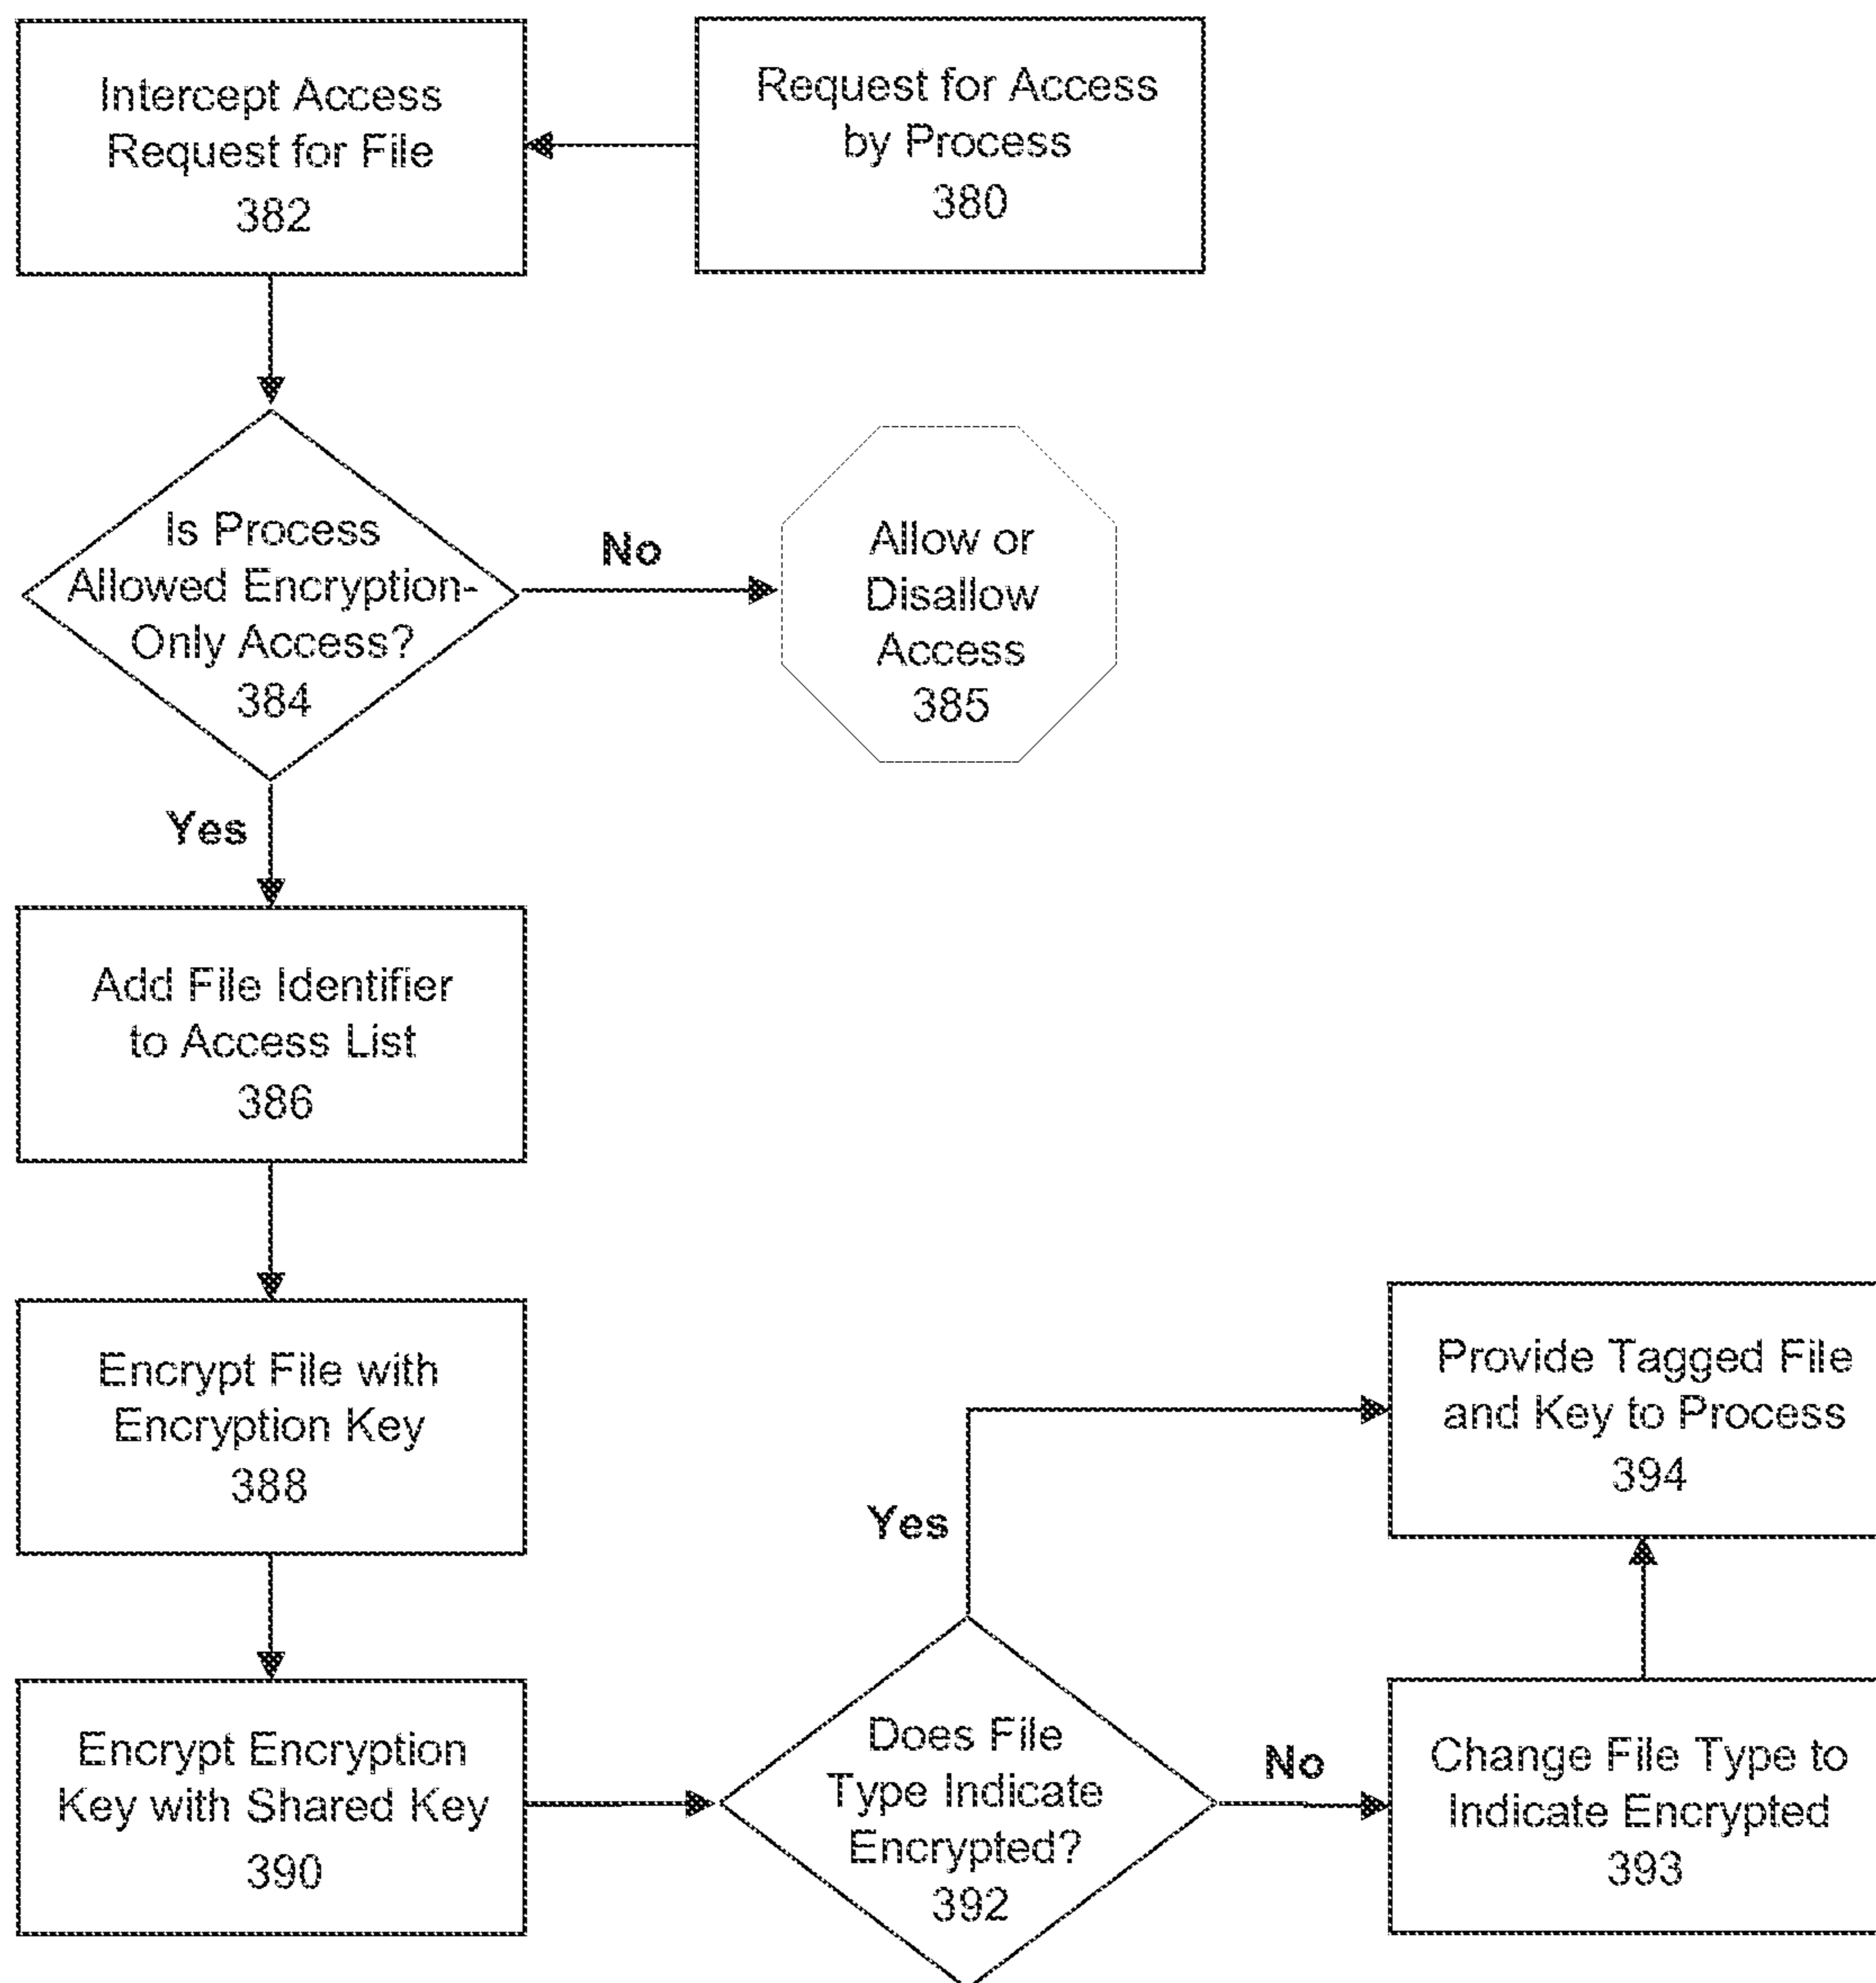 Intercept Access
Request for File
382
Request for Access
by Process
380
Is Process
Allowed Encryption-
Only Access?
384
No
Allow or
Disallow
Access
385
Yes
Add File Identifier
to Access List
386
Encrypt File with
Encryption Key
388
Provide Tagged File
and Key to Process
394
Yes
Encrypt Encryption
Key with Shared Key
390
Does File
Type Indicate
Encrypted?
392
No
Change File Type to
Indicate Encrypted
393